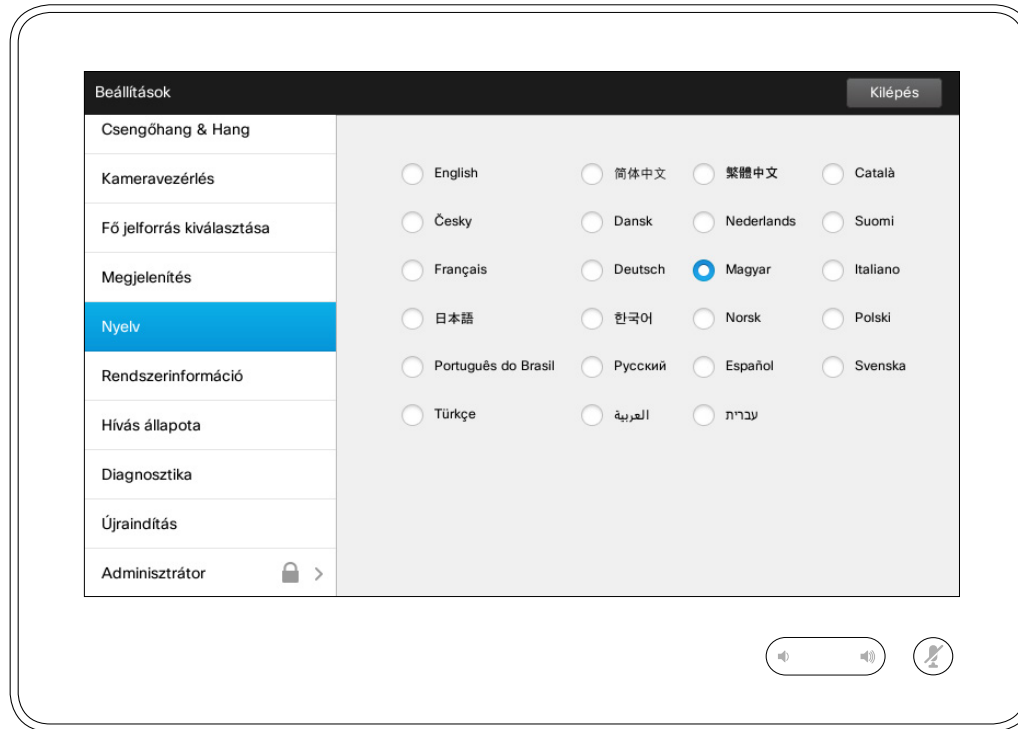 Beállítások
Kilépés
Csengőhang & Hang
Kameravezérlés
Fő jelforrás kiválasztása
Megjelenítés
Nyelv
Rendszerinformáció
Hívás állapota
Diagnosztika
Újraindítás
Adminisztrátor
English 简体中文 繁體中文 Català
Česky Dansk Nederlands Suomi
Français Deutsch Magyar Italiano
日本語 한국어 Norsk Polski
Português do Brasil Русский Español Svenska
Türkçe العربية עברית